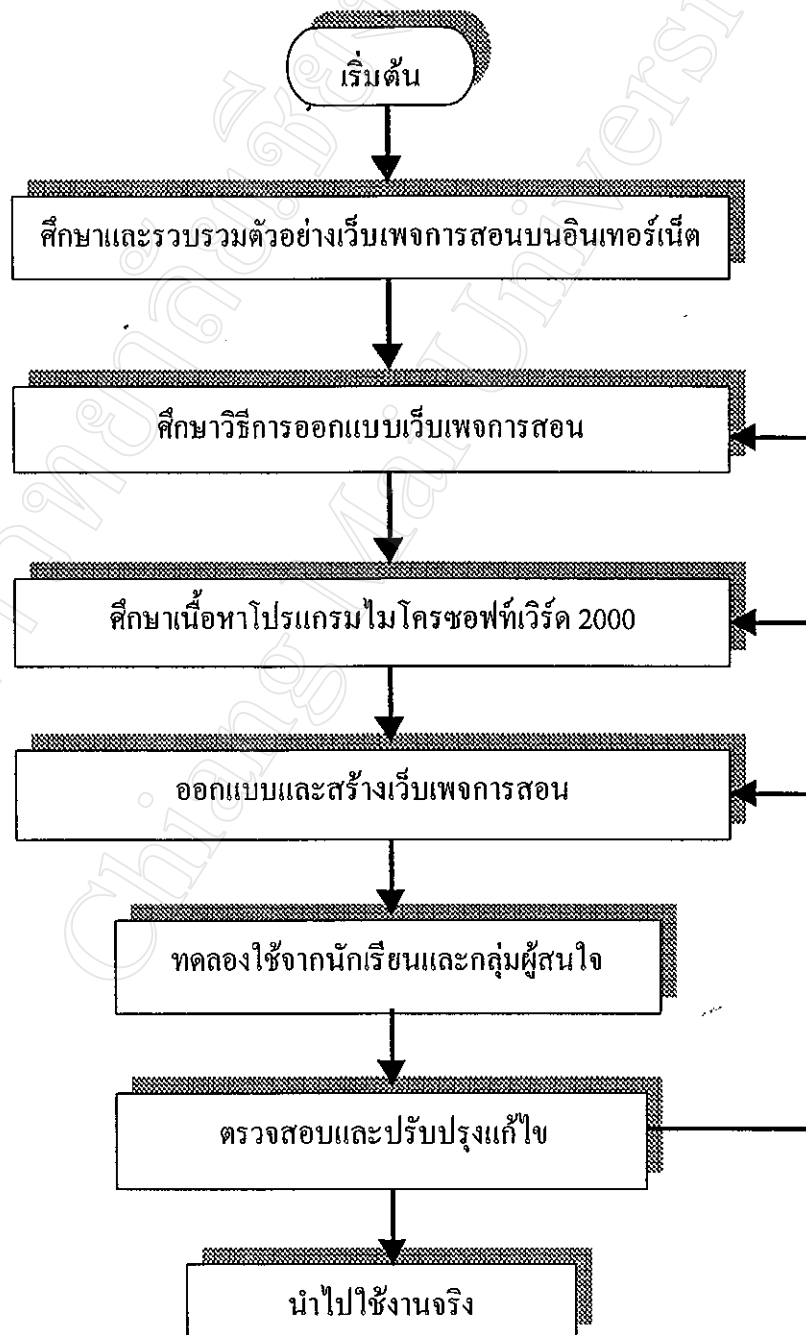 เริ่มต้น
ศึกษาและรวบรวมตัวอย่างเว็บเพจการสอนบนอินเทอร์เน็ต
ศึกษาวิธีการออกแบบเว็บเพจการสอน
ศึกษาเนื้อหาโปรแกรมไมโครซอฟท์เวิร์ด 2000
ออกแบบและสร้างเว็บเพจการสอน
ทดลองใช้จากนักเรียนและกลุ่มผู้สนใจ
ตรวจสอบและปรับปรุงแก้ไข
นำไปใช้งานจริง
Chiang Mai Universi